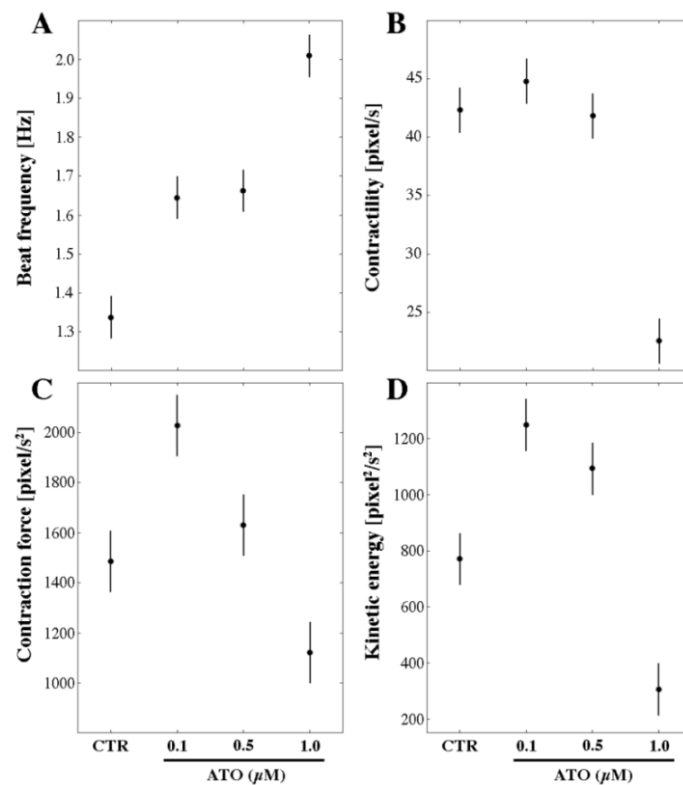 A
Beat frequency [Hz]
2.0
1.9
1.8
1.7
1.6
1.5
1.4
1.3
B
Contractility [pixel/s]
45
40
35
30
25
C
Contraction force [pixel/s²]
2000
1800
1600
1400
1200
1000
CTR
0.1
0.5
1.0
ATO (µM)
D
Kinetic energy [pixel²/s²]
1200
1000
800
600
400
200
CTR
0.1
0.5
1.0
ATO (µM)